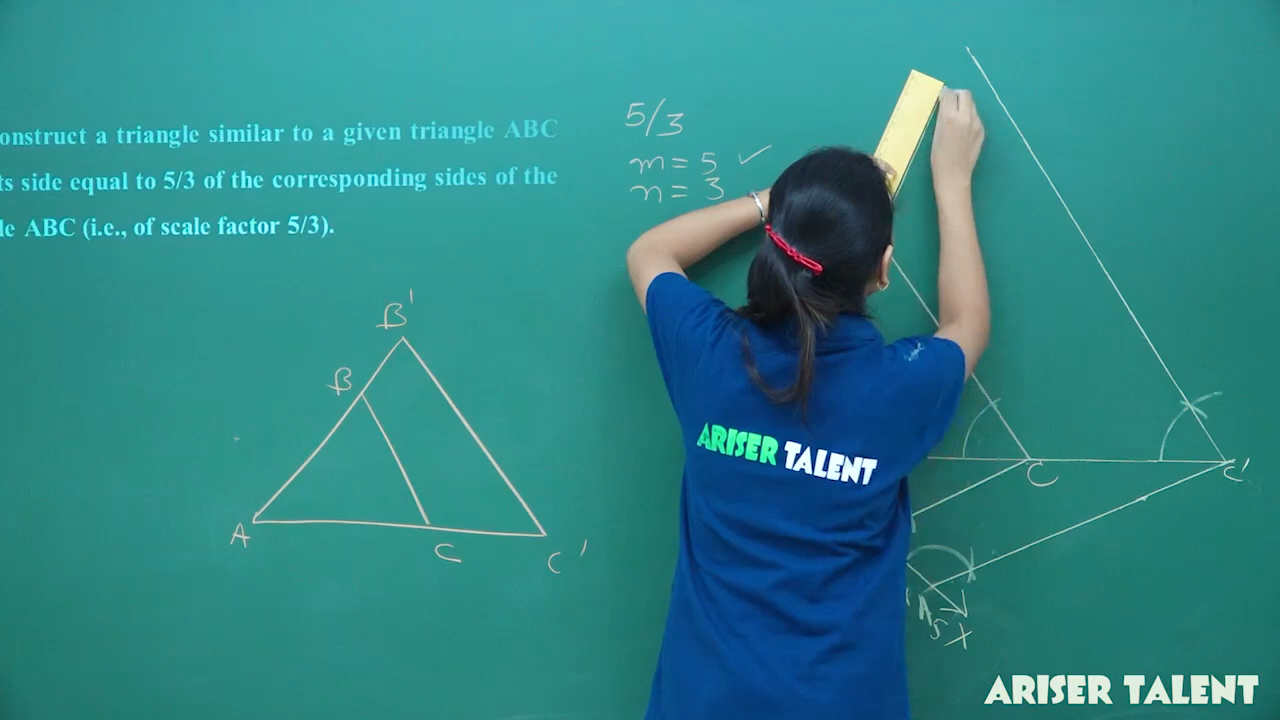 onstruct a triangle similar to a given triangle ABC
ts side equal to 5/3 of the corresponding sides of the
le ABC (i.e., of scale factor 5/3).
5/3
m = 5 ✓
n = 3
B'
B
A
C
C'
C
C'
5
X
ARISER TALENT
ARISER TALENT